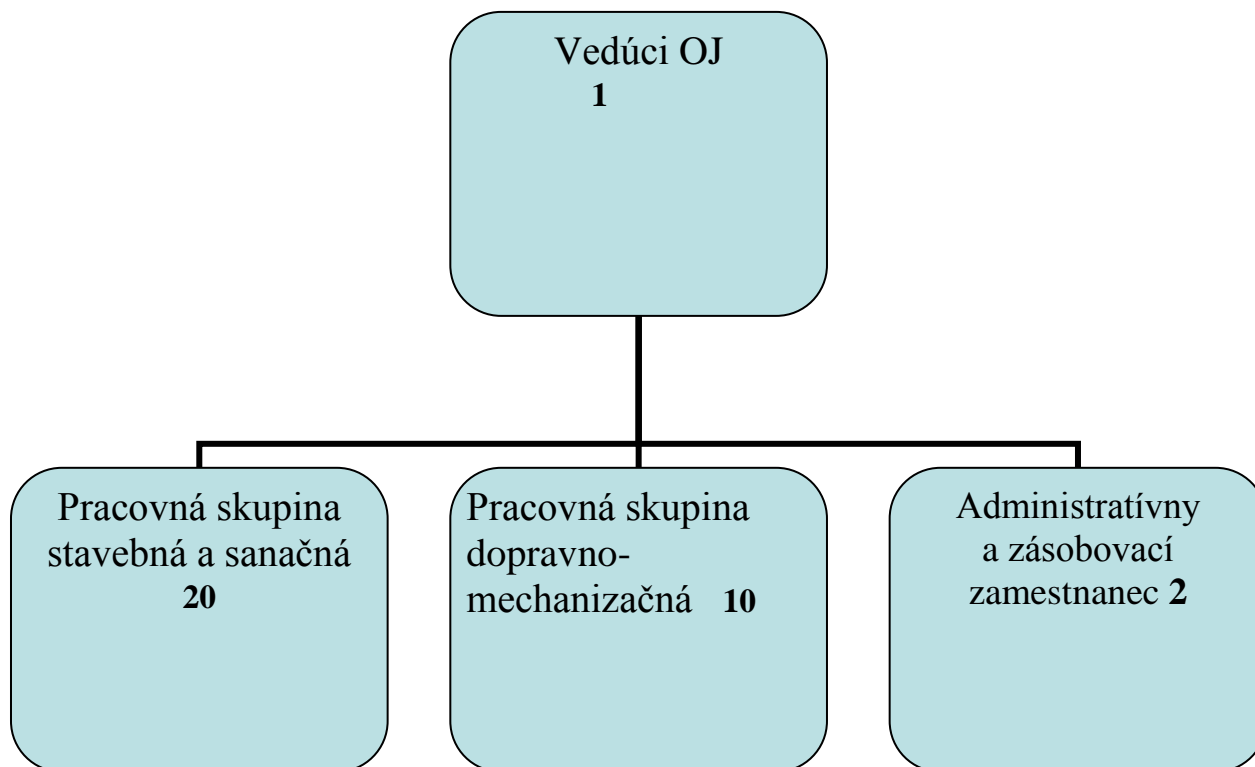 Vedúci OJ
1
Pracovná skupina
stavebná a sanačná
20
Pracovná skupina
dopravno-
mechanizačná 10
Administratívny
a zásobovací
zamestnanec 2